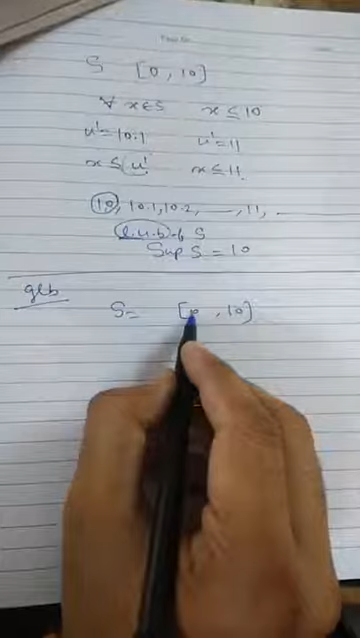 S [0, 10]
∀ x∈S x ≤ 10
u' = 10.1 u' = 11
x ≤ u' x ≤ 11.
10, 10.1, 10.2, ——, 11, —
l.u.b of S
Sup S = 10
glb
S= [0, 10]